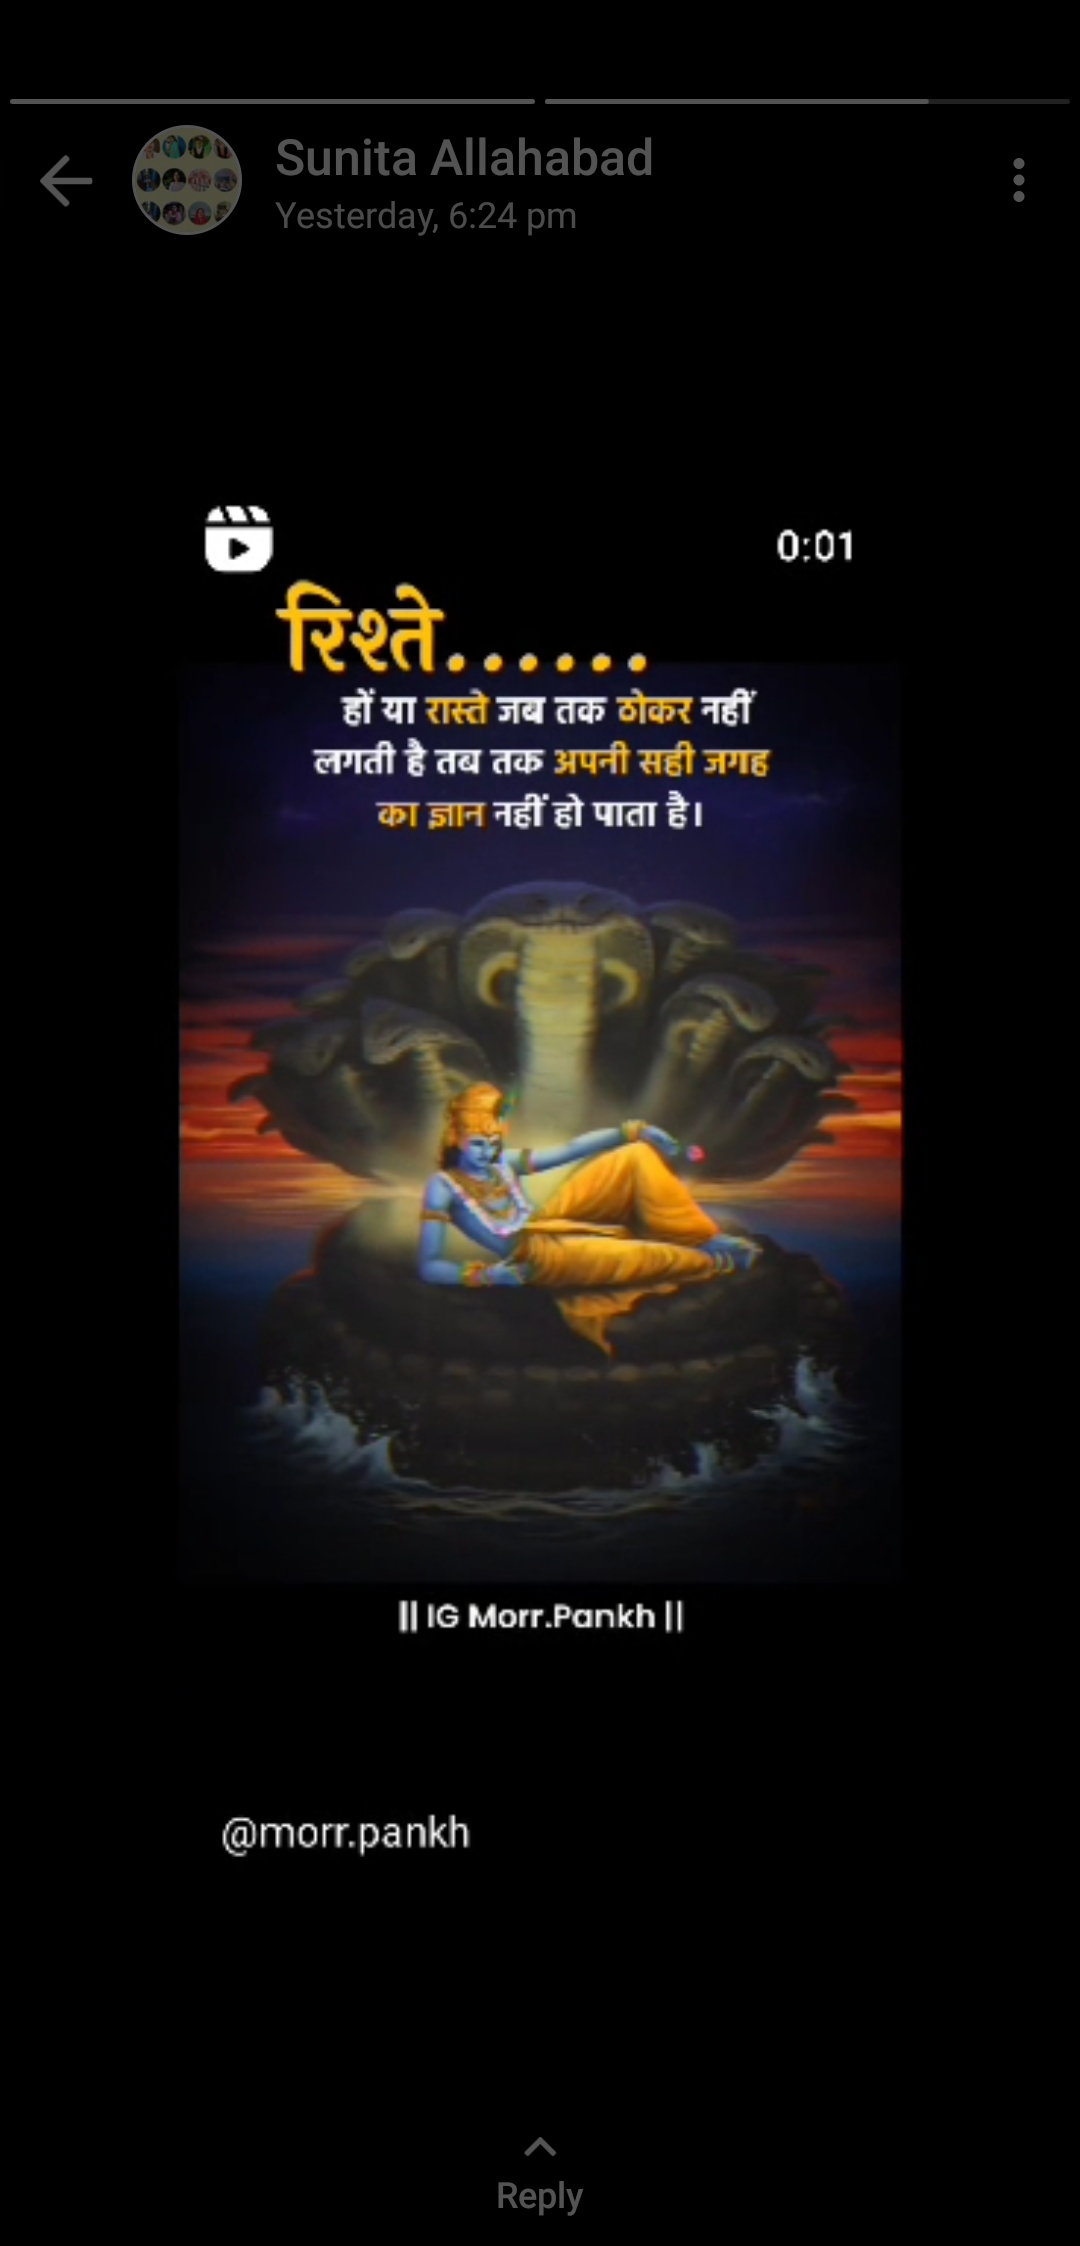 Sunita Allahabad
Yesterday, 6:24 pm
0:01
रिश्ते......
हों या रास्ते जब तक ठोकर नहीं
लगती है तब तक अपनी सही जगह
का ज्ञान नहीं हो पाता है।
|| IG Morr.Pankh ||
@morr.pankh
Reply